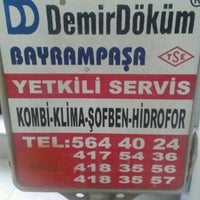 DD DemirDöküm ®
BAYRAMPAŞA TSE
YETKİLİ SERVİS
KOMBİ-KLİMA-ŞOFBEN-HİDROFOR
TEL:564 40 24
417 54 36
418 35 56
418 35 57